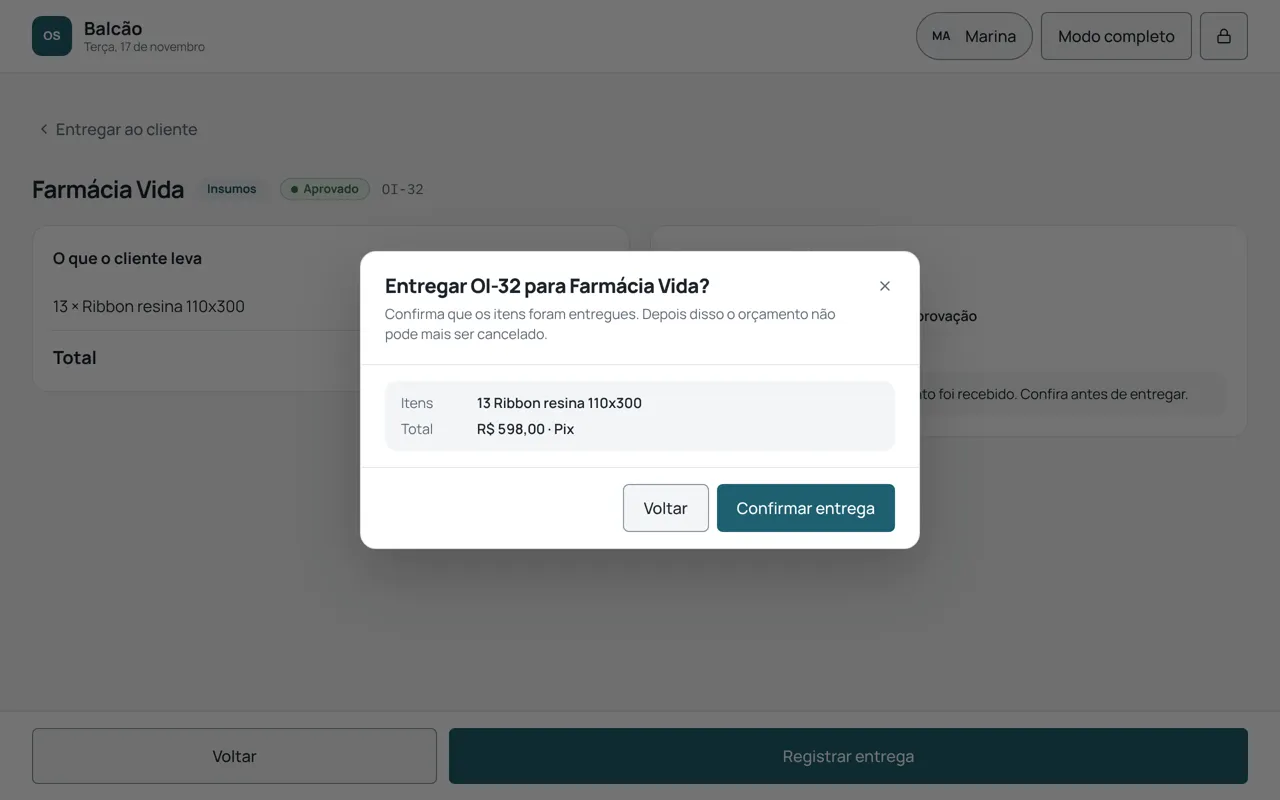 OS
Balcão
Terça, 17 de novembro
MA
Marina
Modo completo
Entregar ao cliente
Farmácia Vida
Insumos
Aprovado
OI-32
O que o cliente leva
13 × Ribbon resina 110x300
Total
foi recebido. Confira antes de entregar.
Entregar OI-32 para Farmácia Vida?
Confirma que os itens foram entregues. Depois disso o orçamento não
pode mais ser cancelado.
Itens
13 Ribbon resina 110x300
Total
R$ 598,00 · Pix
Voltar
Confirmar entrega
Voltar
Registrar entrega